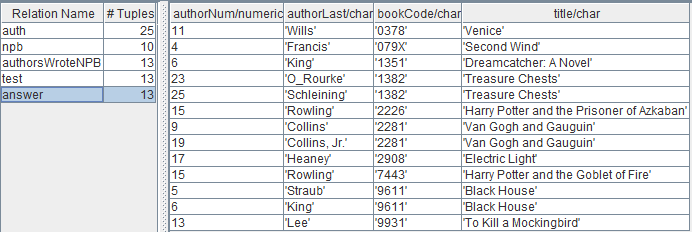 Relation Name # Tuples
auth 25
npb 10
authorsWroteNPB 13
test 13
answer 13
authorNum/numeric authorLast/char bookCode/char title/char
11 'Wills' '0378' 'Venice'
4 'Francis' '079X' 'Second Wind'
6 'King' '1351' 'Dreamcatcher: A Novel'
23 'O_Rourke' '1382' 'Treasure Chests'
25 'Schleining' '1382' 'Treasure Chests'
15 'Rowling' '2226' 'Harry Potter and the Prisoner of Azkaban'
9 'Collins' '2281' 'Van Gogh and Gauguin'
19 'Collins, Jr.' '2281' 'Van Gogh and Gauguin'
17 'Heaney' '2908' 'Electric Light'
15 'Rowling' '7443' 'Harry Potter and the Goblet of Fire'
5 'Straub' '9611' 'Black House'
6 'King' '9611' 'Black House'
13 'Lee' '9931' 'To Kill a Mockingbird'